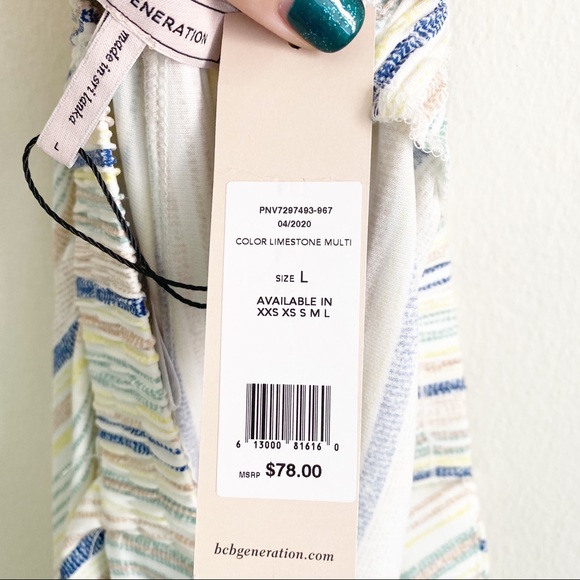 GENERATION
made in sri lanka
L
PNV7297493-967
04/2020
COLOR LIMESTONE MULTI
SIZE L
AVAILABLE IN
XXS XS S M L
6 13000 81616 0
MSRP $78.00
bcbgeneration.com